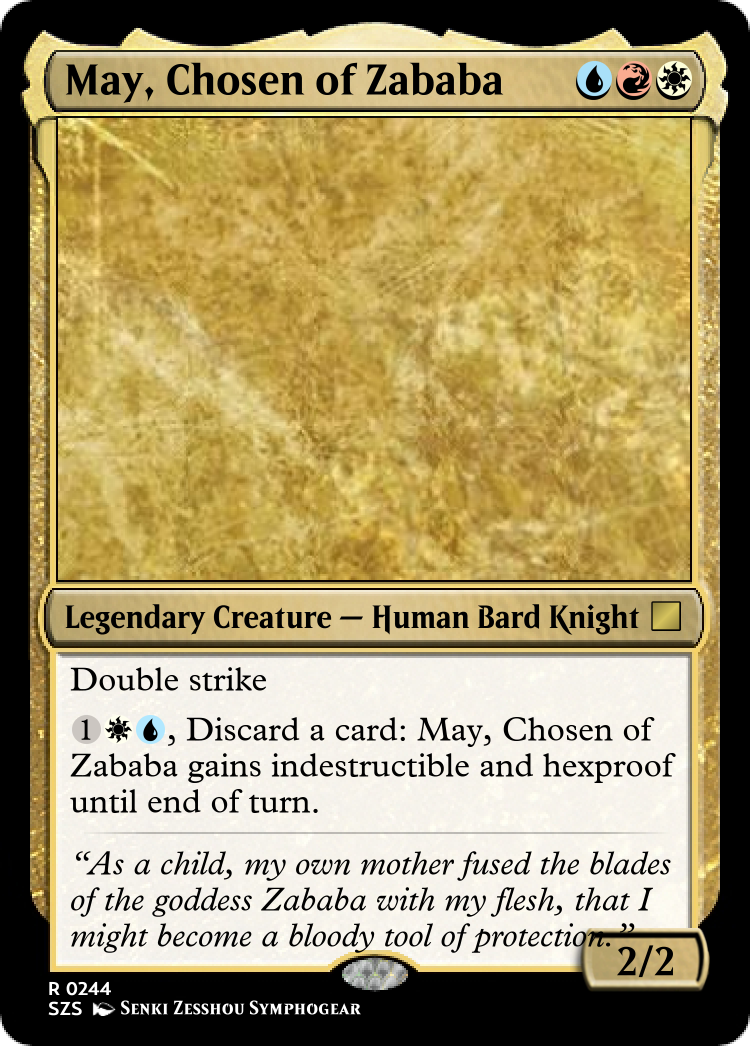 May, Chosen of Zababa
Legendary Creature — Human Bard Knight
Double strike
1, Discard a card: May, Chosen of
Zababa gains indestructible and hexproof
until end of turn.
“As a child, my own mother fused the blades
of the goddess Zababa with my flesh, that I
might become a bloody tool of protection.”
2/2
R 0244
SZS Senki Zesshou Symphogear